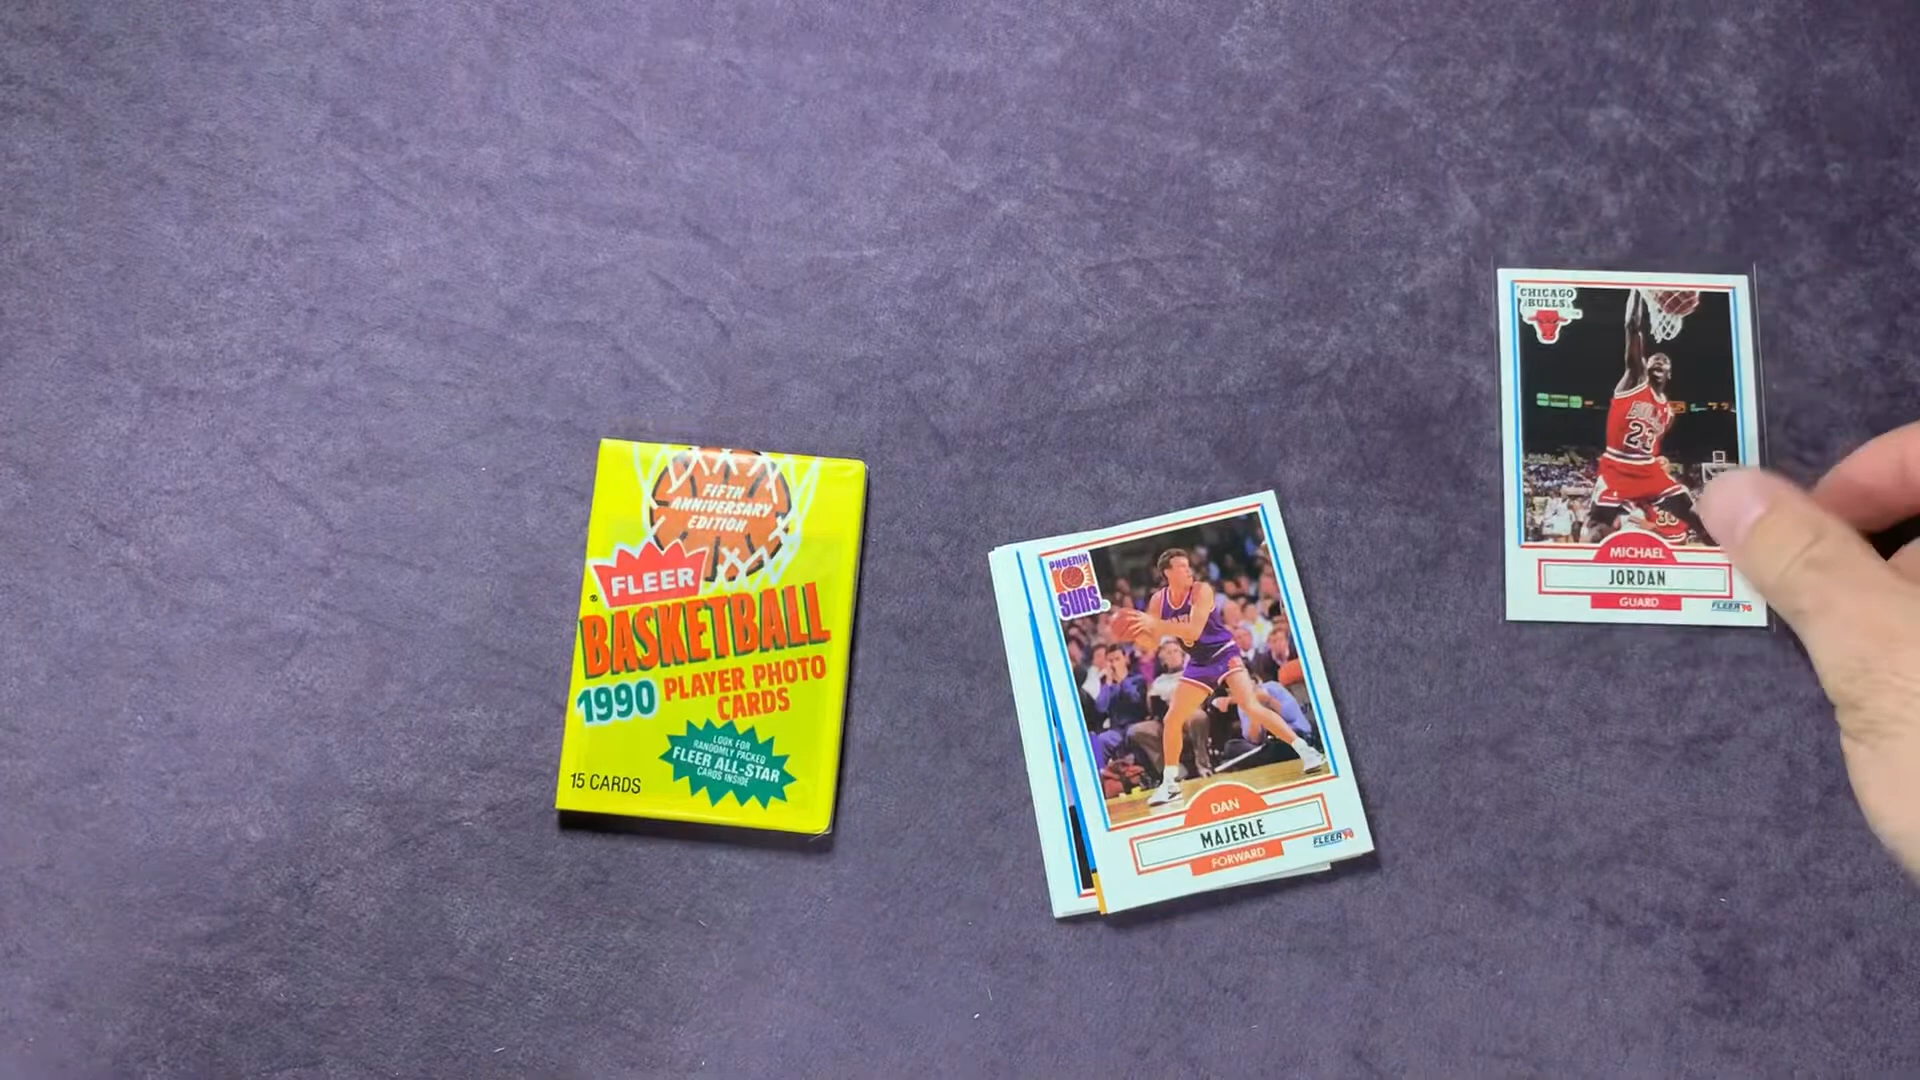 FIFTH
ANNIVERSARY
EDITION
FLEER
®
BASKETBALL
1990 PLAYER PHOTO
CARDS
LOOK FOR
RANDOMLY PACKED
FLEER ALL-STAR
CARDS INSIDE
15 CARDS
PHOENIX
SUNS
DAN
MAJERLE
FORWARD
FLEER '90
CHICAGO
BULLS
23
MICHAEL
JORDAN
GUARD
FLEER '90